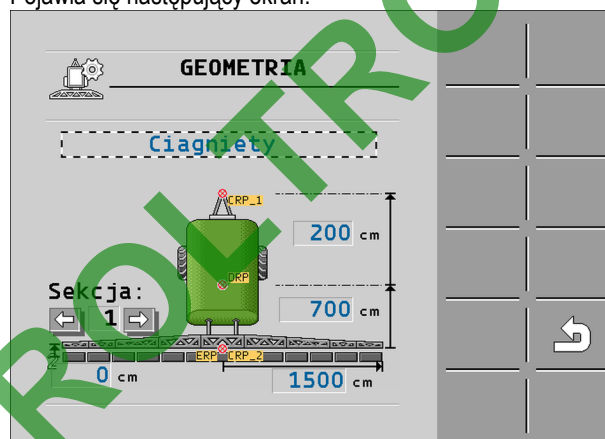 Pojawia się następujący ekran:
GEOMETRIA
Ciagniety
CRP_1
200 cm
DRP
Sekcja:
700 cm
1
ERP CRP_2
0 cm
1500 cm